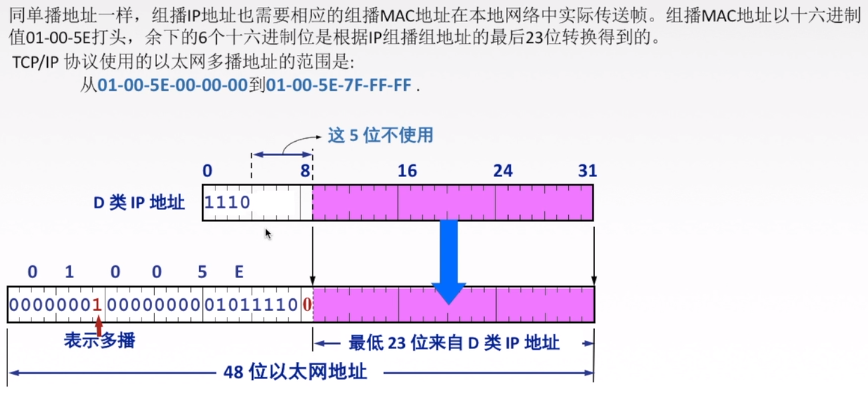 同单播地址一样，组播IP地址也需要相应的组播MAC地址在本地网络中实际传送帧。组播MAC地址以十六进制
值01-00-5E打头，余下的6个十六进制位是根据IP组播组地址的最后23位转换得到的。
TCP/IP 协议使用的以太网多播地址的范围是:
从01-00-5E-00-00-00到01-00-5E-7F-FF-FF .
这 5 位不使用
0 8 16 24 31
D 类 IP 地址 1110
0 1 0 0 5 E
00000001 00000000 01011110 0
表示多播 最低 23 位来自 D 类 IP 地址
48 位以太网地址